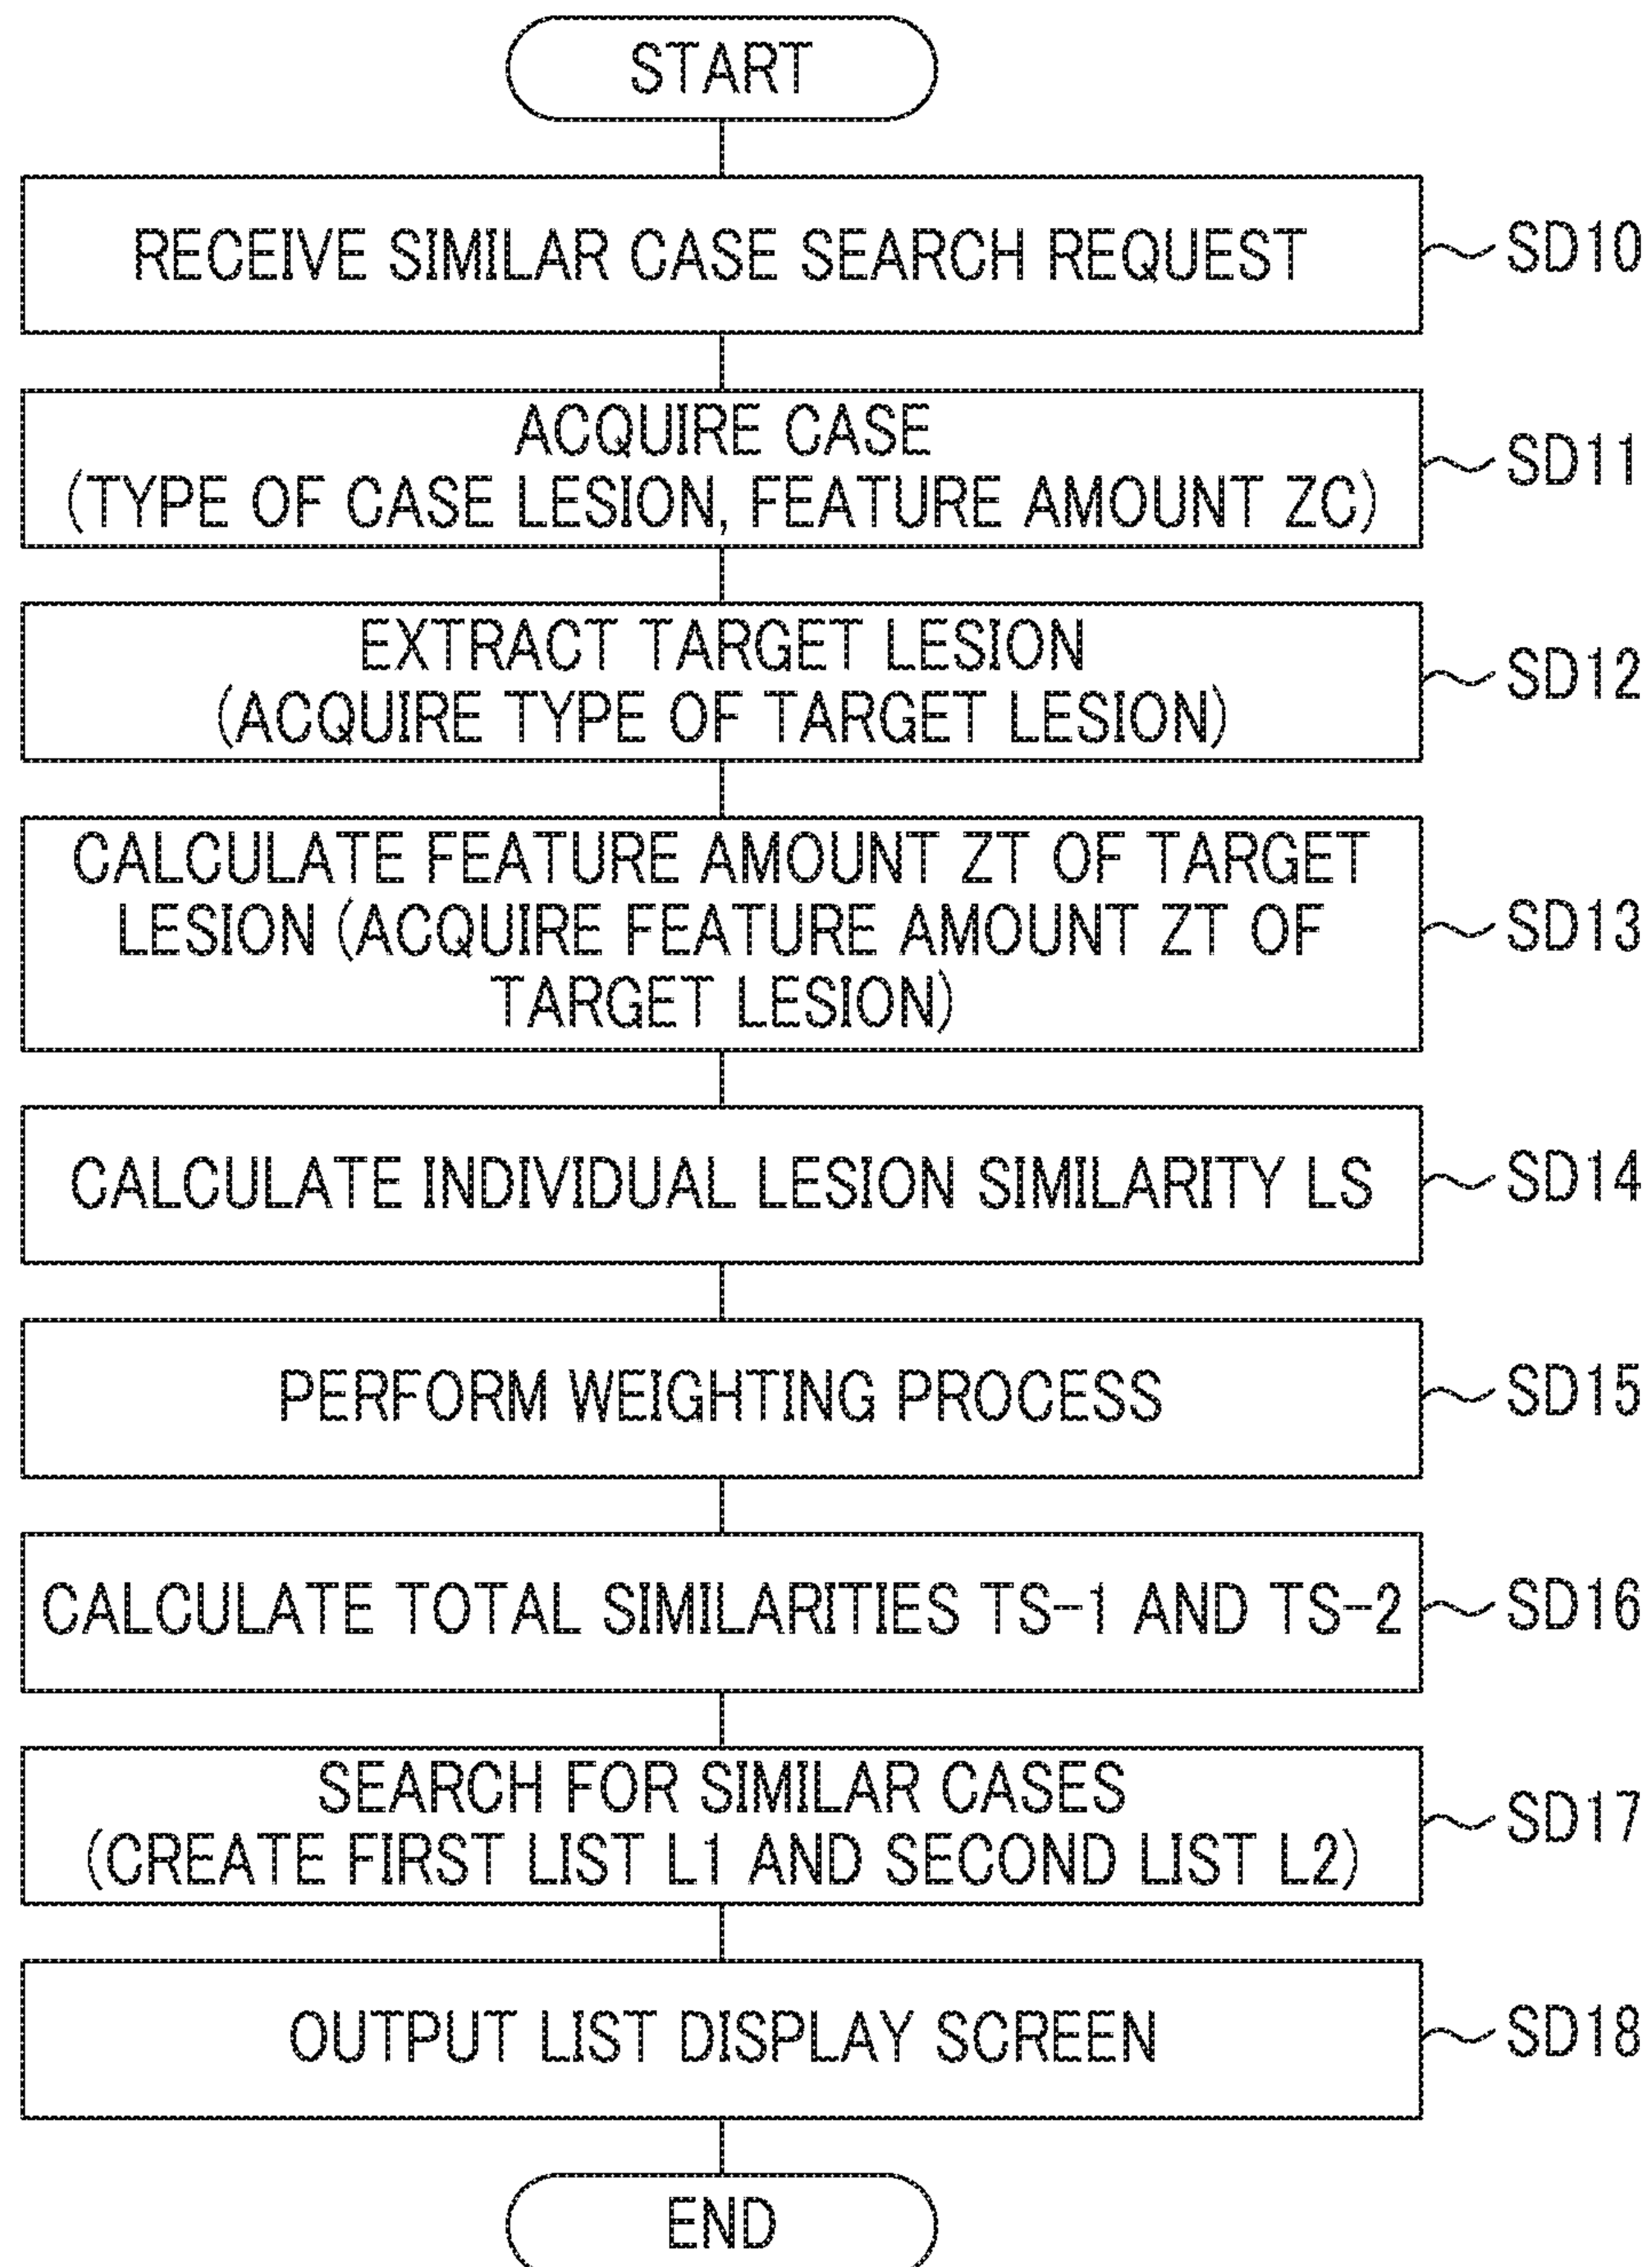 START
RECEIVE SIMILAR CASE SEARCH REQUEST
SD10
ACQUIRE CASE
(TYPE OF CASE LESION, FEATURE AMOUNT ZC)
SD11
EXTRACT TARGET LESION
(ACQUIRE TYPE OF TARGET LESION)
SD12
CALCULATE FEATURE AMOUNT ZT OF TARGET
LESION (ACQUIRE FEATURE AMOUNT ZT OF
TARGET LESION)
SD13
CALCULATE INDIVIDUAL LESION SIMILARITY LS
SD14
PERFORM WEIGHTING PROCESS
SD15
CALCULATE TOTAL SIMILARITIES TS-1 AND TS-2
SD16
SEARCH FOR SIMILAR CASES
(CREATE FIRST LIST L1 AND SECOND LIST L2)
SD17
OUTPUT LIST DISPLAY SCREEN
SD18
END